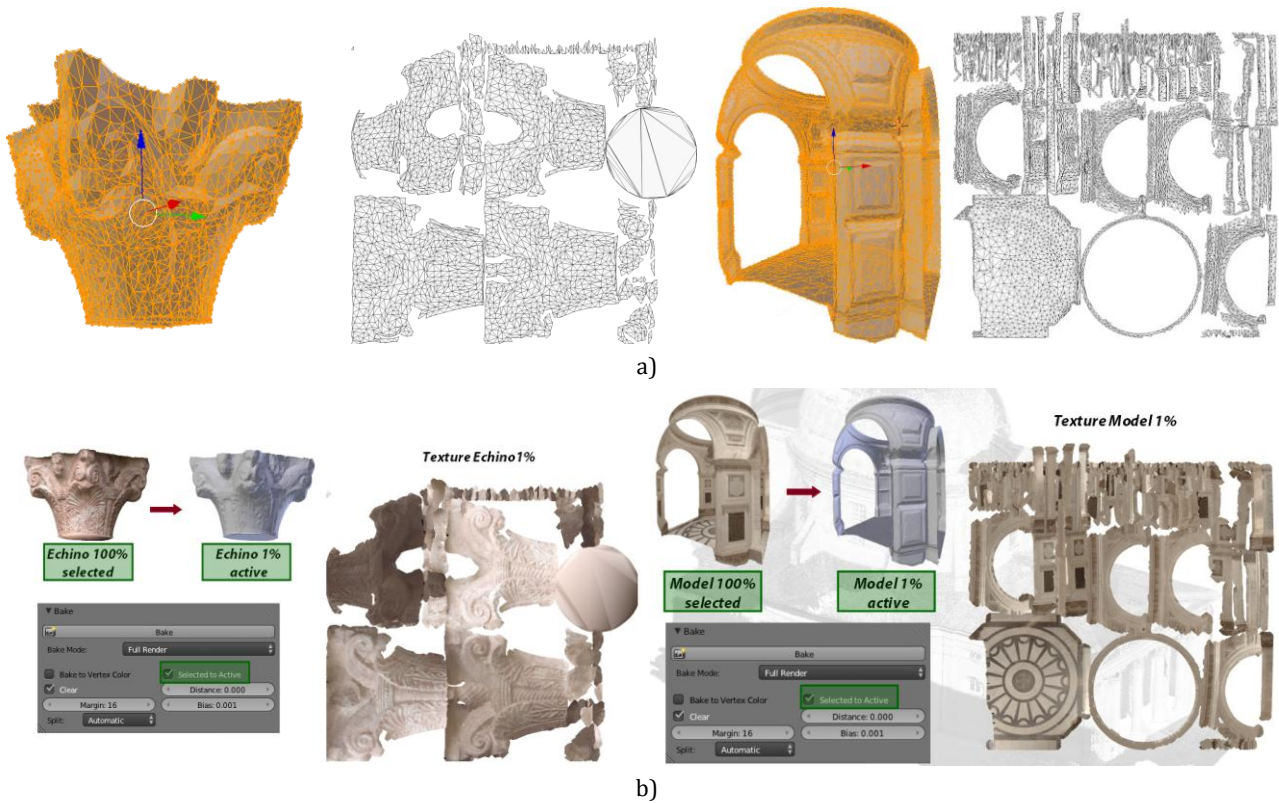 a)
Texture Echino1%
Echino 100%
selected
Echino 1%
active
▼ Bake
Bake
Bake Mode: Full Render
Bake to Vertex Color Selected to Active
Clear Distance: 0.000
Margin: 16 Bias: 0.001
Split: Automatic
Texture Model 1%
Model 100%
selected
Model 1%
active
▼ Bake
Bake
Bake Mode: Full Render
Bake to Vertex Color Selected to Active
Clear Distance: 0.000
Margin: 16 Bias: 0.001
Split: Automatic
b)